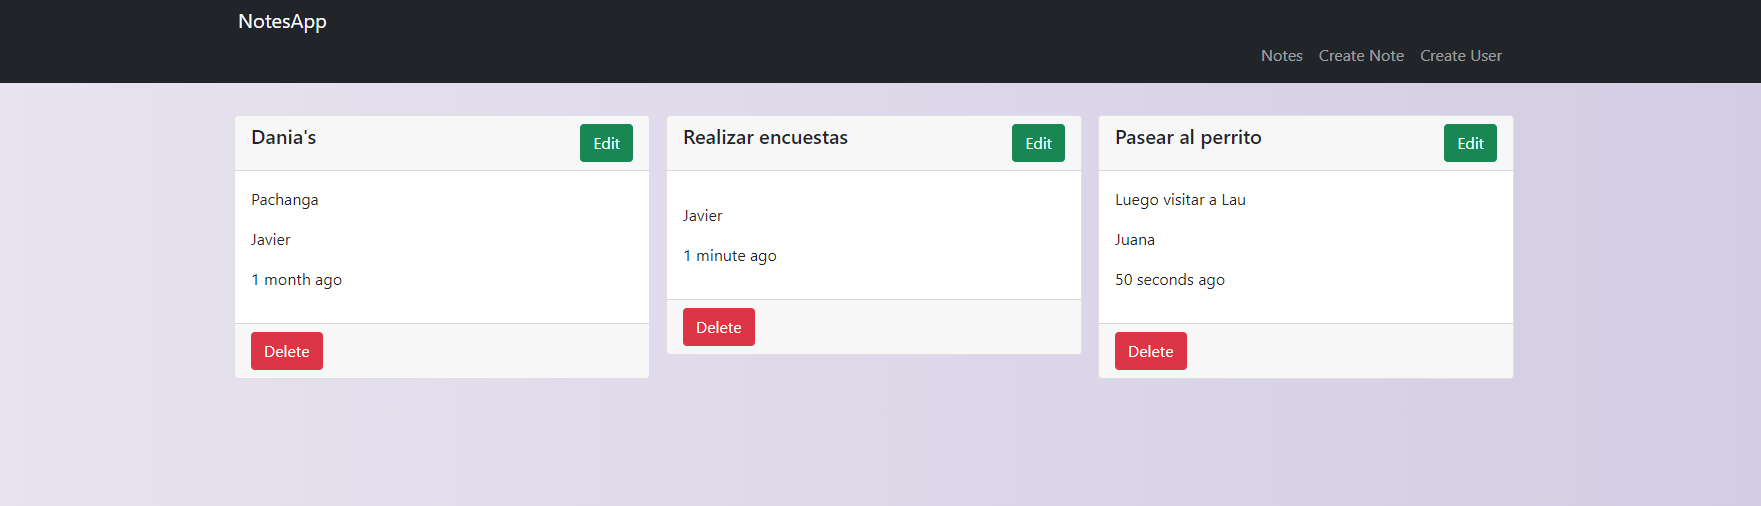 NotesApp
Notes Create Note Create User
Dania's
Edit
Pachanga
Javier
1 month ago
Delete
Realizar encuestas
Edit
Javier
1 minute ago
Delete
Pasear al perrito
Edit
Luego visitar a Lau
Juana
50 seconds ago
Delete